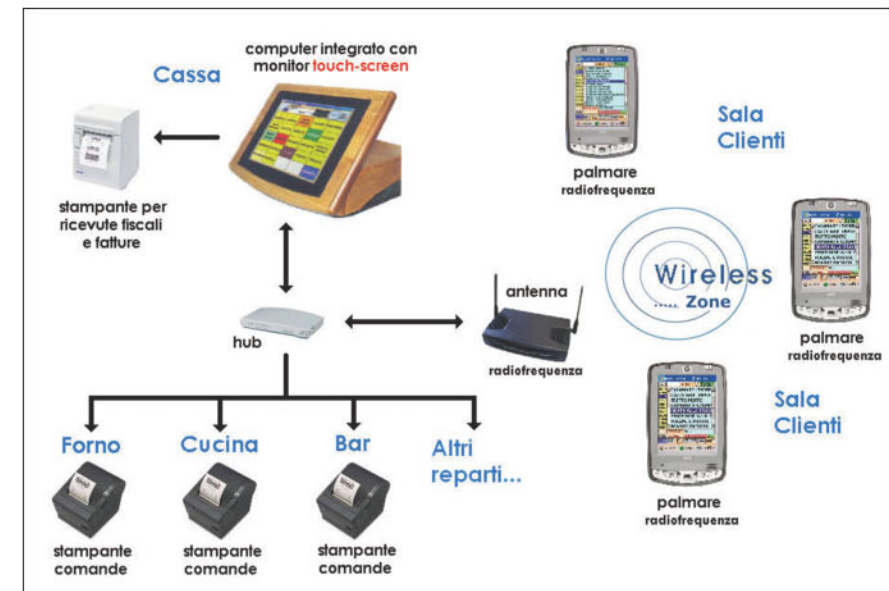 computer integrato con
monitor touch-screen
Cassa
stampante per
ricevute fiscali
e fatture
hub
antenna
radiofrequenza
Wireless
..... Zone
palmare
radiofrequenza
Sala
Clienti
palmare
radiofrequenza
palmare
radiofrequenza
Sala
Clienti
Forno
Cucina
Bar
Altri
reparti...
stampante
comande
stampante
comande
stampante
comande